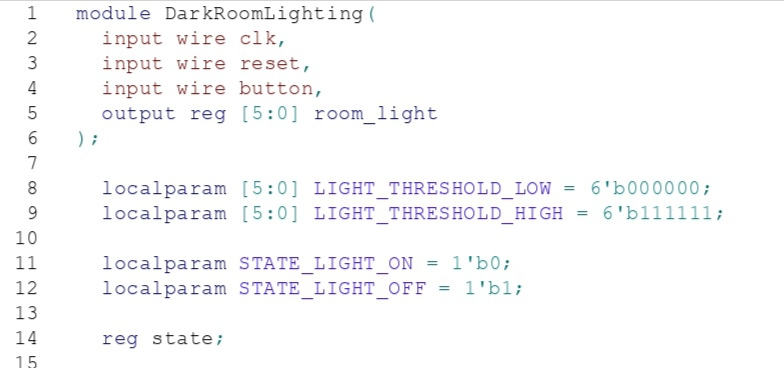 1 module DarkRoomLighting(
2 input wire clk,
3 input wire reset,
4 input wire button,
5 output reg [5:0] room_light
6 );
7
8 localparam [5:0] LIGHT_THRESHOLD_LOW = 6'b000000;
9 localparam [5:0] LIGHT_THRESHOLD_HIGH = 6'b111111;
10
11 localparam STATE_LIGHT_ON = 1'b0;
12 localparam STATE_LIGHT_OFF = 1'b1;
13
14 reg state;
15